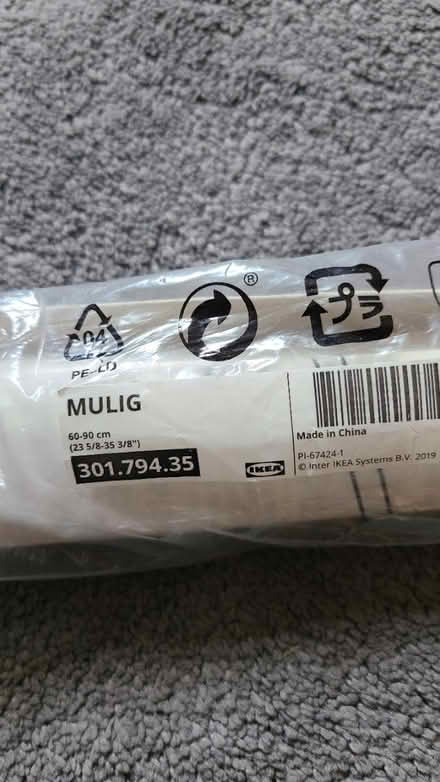 04
PE-LD
®
プラ
MULIG
60-90 cm
(23 5/8-35 3/8")
301.794.35
IKEA
Made in China
PI-67424-1
© Inter IKEA Systems B.V. 2019